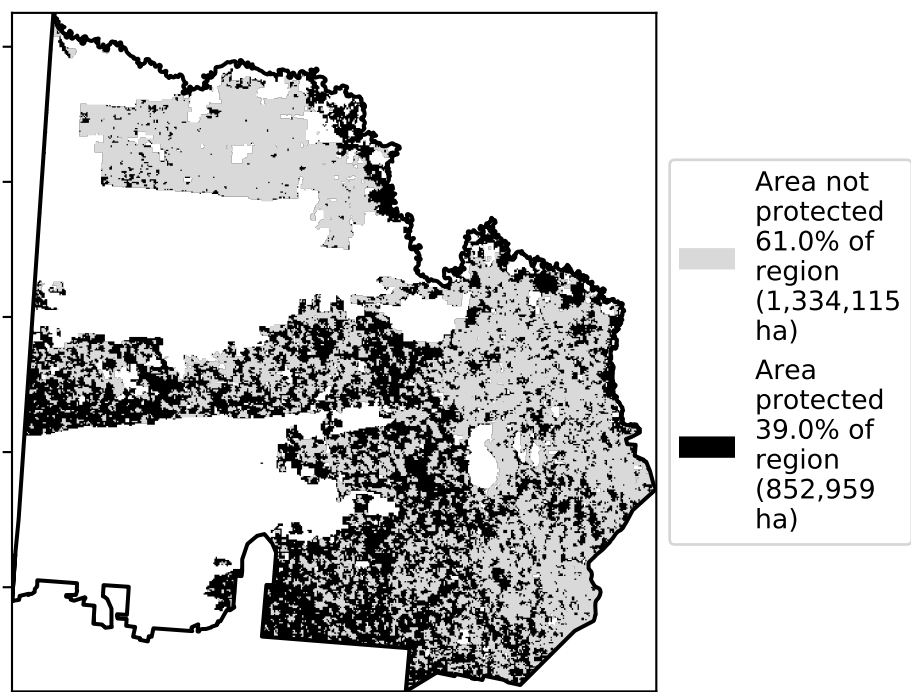 Area not
protected
61.0% of
region
(1,334,115
ha)
Area
protected
39.0% of
region
(852,959
ha)